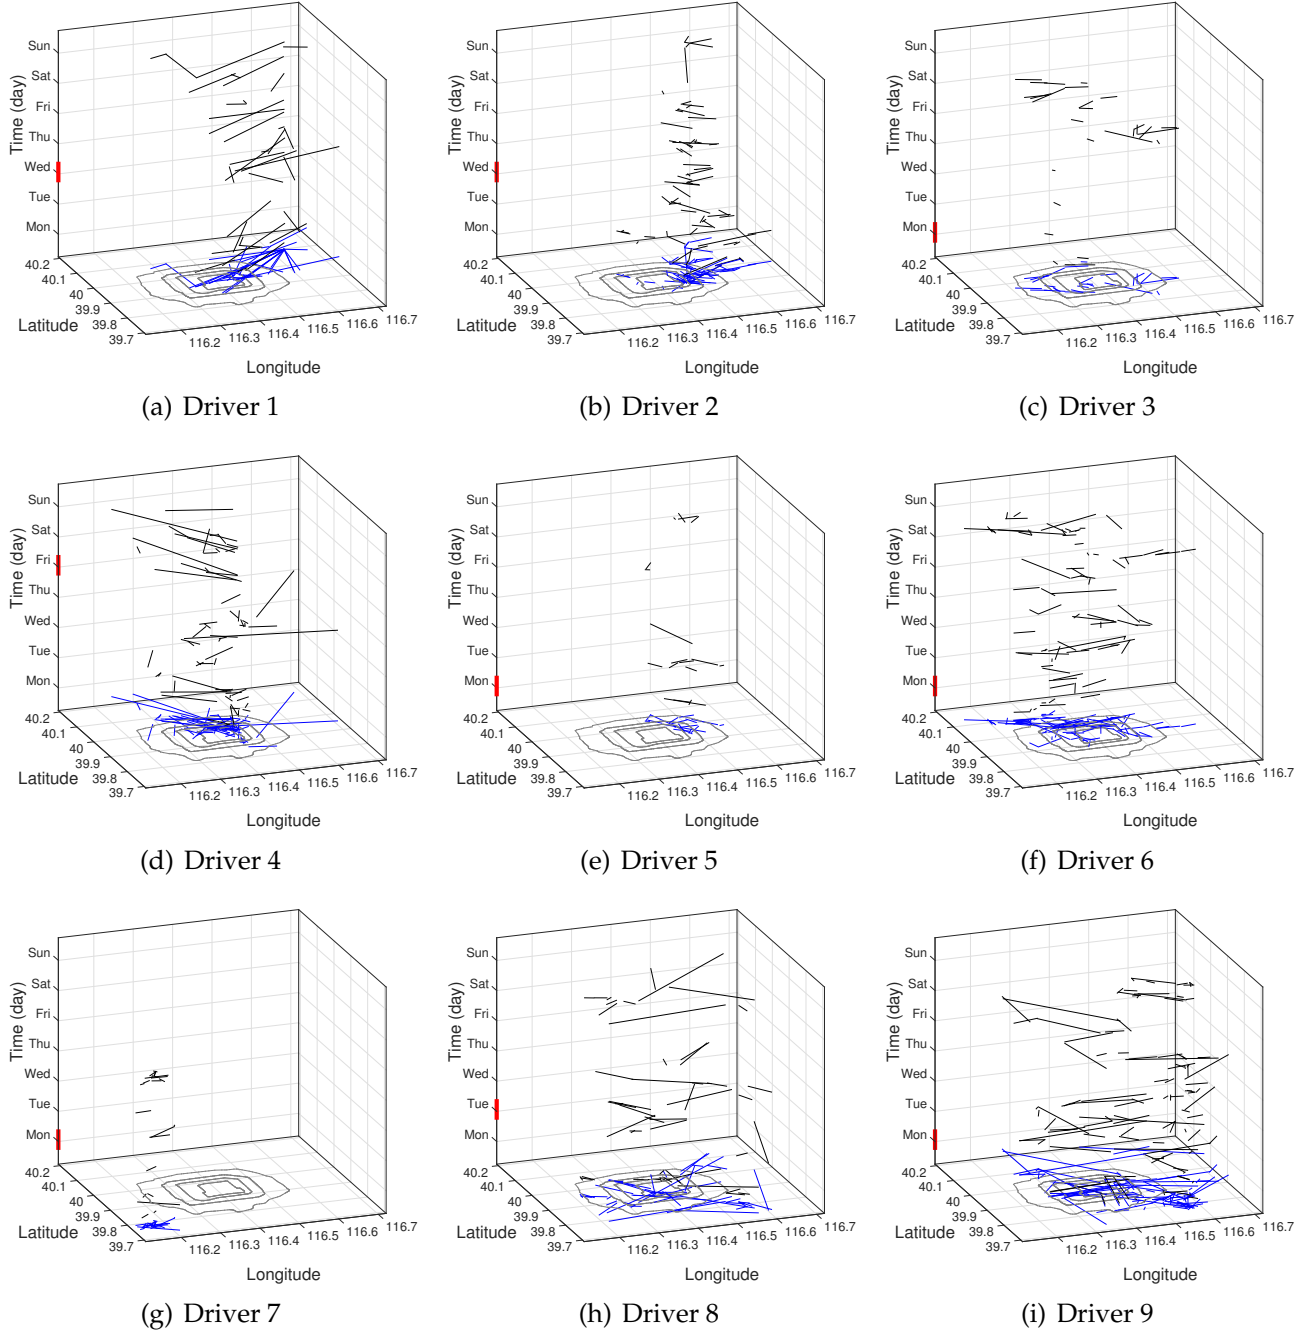 Time (day)
Sun
Sat
Fri
Thu
Wed
Tue
Mon
40.2
40.1
40
39.9
39.8
39.7
Latitude
116.2
116.3
116.4
116.5
116.6
116.7
Longitude
(a) Driver 1
Time (day)
Sun
Sat
Fri
Thu
Wed
Tue
Mon
40.2
40.1
40
39.9
39.8
39.7
Latitude
116.2
116.3
116.4
116.5
116.6
116.7
Longitude
(b) Driver 2
Time (day)
Sun
Sat
Fri
Thu
Wed
Tue
Mon
40.2
40.1
40
39.9
39.8
39.7
Latitude
116.2
116.3
116.4
116.5
116.6
116.7
Longitude
(c) Driver 3
Time (day)
Sun
Sat
Fri
Thu
Wed
Tue
Mon
40.2
40.1
40
39.9
39.8
39.7
Latitude
116.2
116.3
116.4
116.5
116.6
116.7
Longitude
(d) Driver 4
Time (day)
Sun
Sat
Fri
Thu
Wed
Tue
Mon
40.2
40.1
40
39.9
39.8
39.7
Latitude
116.2
116.3
116.4
116.5
116.6
116.7
Longitude
(e) Driver 5
Time (day)
Sun
Sat
Fri
Thu
Wed
Tue
Mon
40.2
40.1
40
39.9
39.8
39.7
Latitude
116.2
116.3
116.4
116.5
116.6
116.7
Longitude
(f) Driver 6
Time (day)
Sun
Sat
Fri
Thu
Wed
Tue
Mon
40.2
40.1
40
39.9
39.8
39.7
Latitude
116.2
116.3
116.4
116.5
116.6
116.7
Longitude
(g) Driver 7
Time (day)
Sun
Sat
Fri
Thu
Wed
Tue
Mon
40.2
40.1
40
39.9
39.8
39.7
Latitude
116.2
116.3
116.4
116.5
116.6
116.7
Longitude
(h) Driver 8
Time (day)
Sun
Sat
Fri
Thu
Wed
Tue
Mon
40.2
40.1
40
39.9
39.8
39.7
Latitude
116.2
116.3
116.4
116.5
116.6
116.7
Longitude
(i) Driver 9